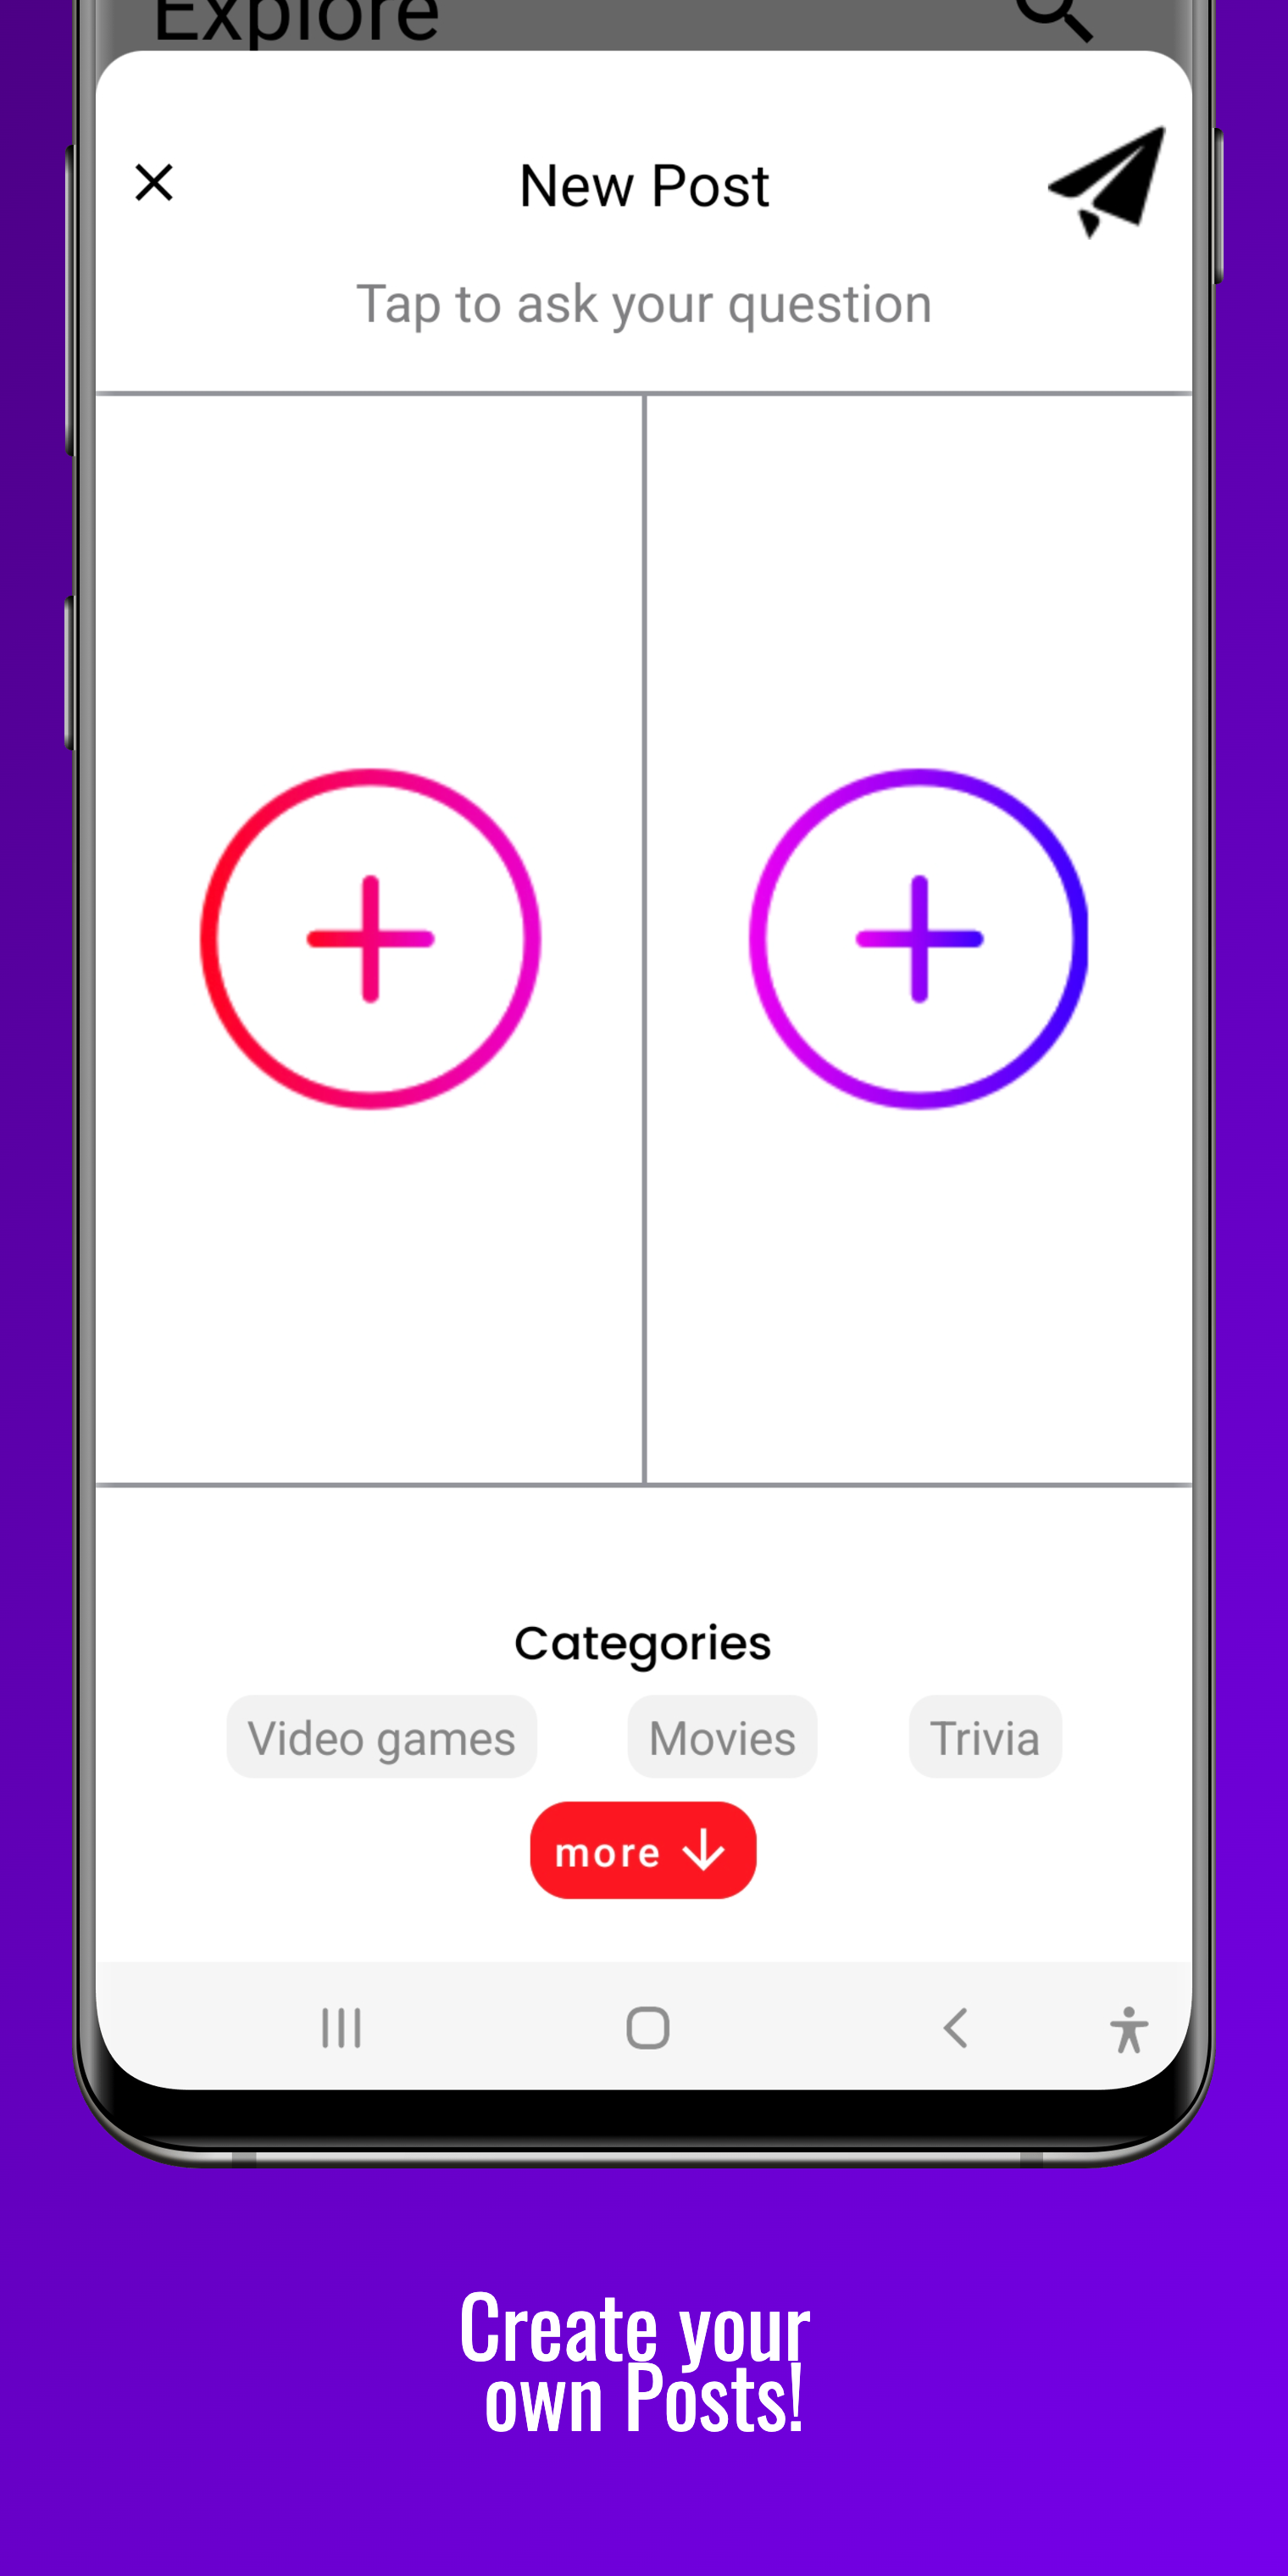 Explore
New Post
Tap to ask your question
Categories
Video games
Movies
Trivia
more
Create your
own Posts!